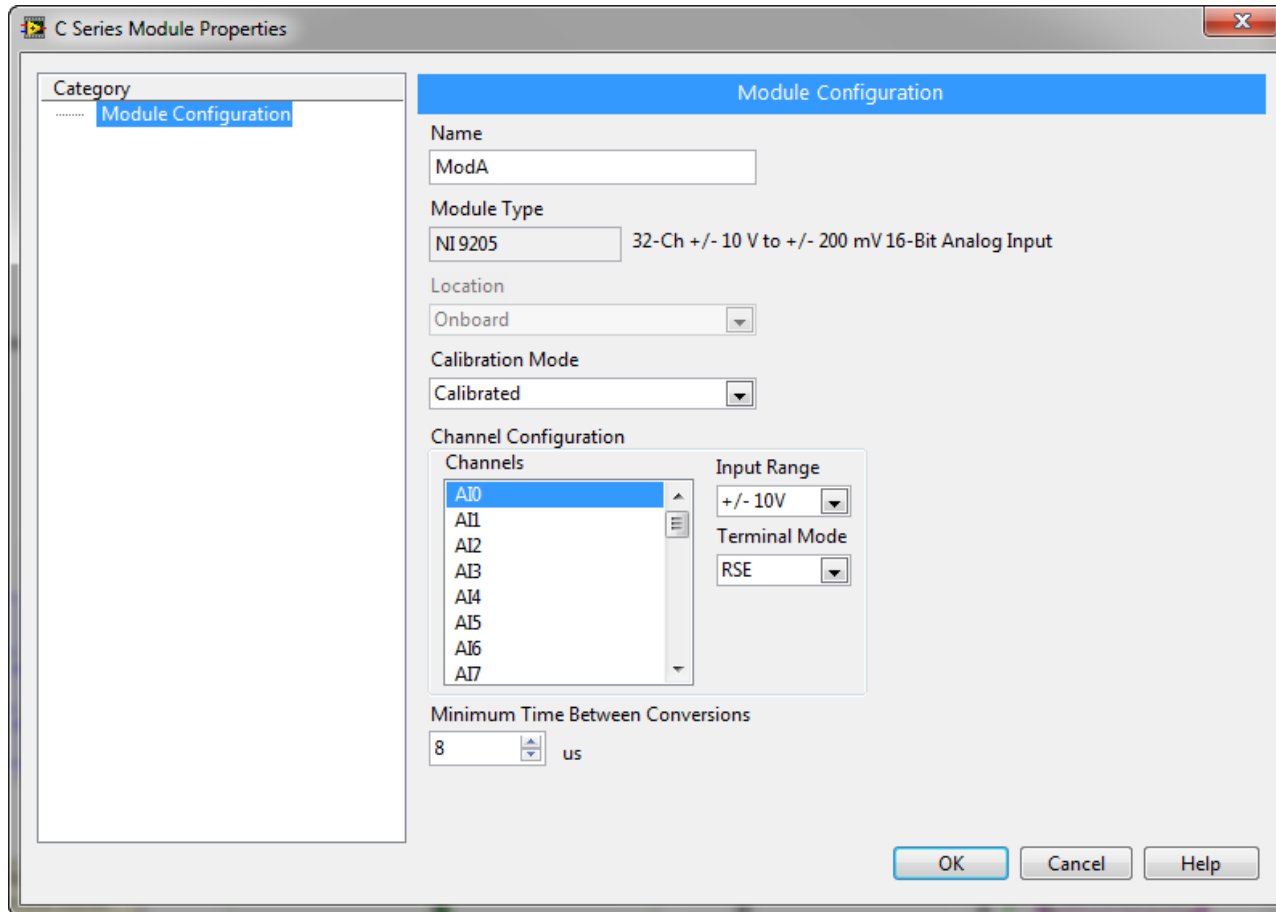 C Series Module Properties
Category
Module Configuration
Module Configuration
Name
ModA
Module Type
NI 9205
32-Ch +/- 10 V to +/- 200 mV 16-Bit Analog Input
Location
Onboard
Calibration Mode
Calibrated
Channel Configuration
Channels
AI0
AI1
AI2
AI3
AI4
AI5
AI6
AI7
Input Range
+/- 10V
Terminal Mode
RSE
Minimum Time Between Conversions
8 us
OK
Cancel
Help